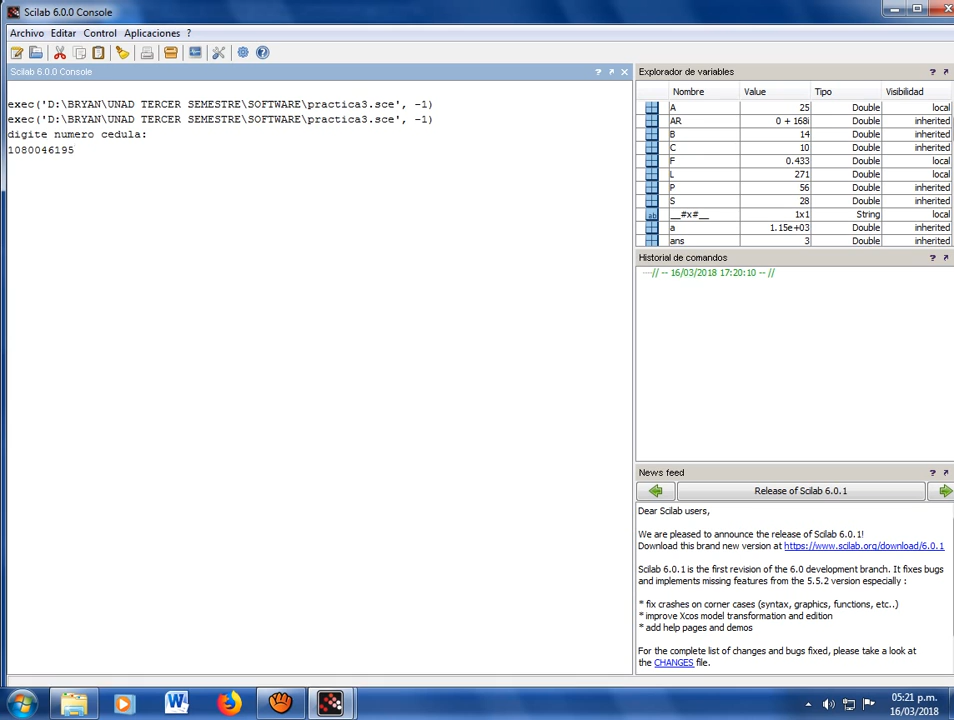 Scilab 6.0.0 Console
Archivo Editar Control Aplicaciones ?
Scilab 6.0.0 Console
exec('D:\BRYAN\UNAD TERCER SEMESTRE\SOFTWARE\practica3.sce', -1)
exec('D:\BRYAN\UNAD TERCER SEMESTRE\SOFTWARE\practica3.sce', -1)
digite numero cedula:
1080046195
Explorador de variables
Nombre Value Tipo Visibilidad
A 25 Double local
AR 0 + 168i Double inherited
B 14 Double inherited
C 10 Double inherited
F 0.433 Double local
L 271 Double local
P 56 Double inherited
S 28 Double inherited
__#x#__ 1x1 String local
a 1.15e+03 Double inherited
ans 3 Double inherited
Historial de comandos
// -- 16/03/2018 17:20:10 -- //
News feed
Release of Scilab 6.0.1
Dear Scilab users,
We are pleased to announce the release of Scilab 6.0.1!
Download this brand new version at https://www.scilab.org/download/6.0.1
Scilab 6.0.1 is the first revision of the 6.0 development branch. It fixes bugs
and implements missing features from the 5.5.2 version especially :
* fix crashes on corner cases (syntax, graphics, functions, etc..)
* improve Xcos model transformation and edition
* add help pages and demos
For the complete list of changes and bugs fixed, please take a look at
the CHANGES file.
05:21 p.m.
16/03/2018